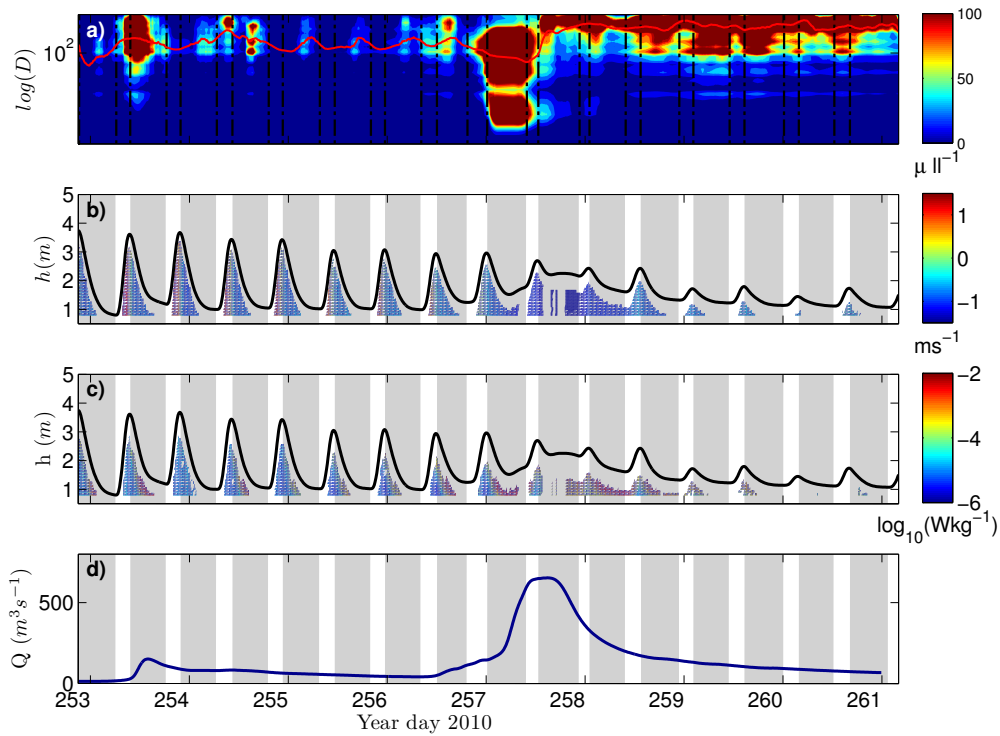 a)
10²
log(D)
100
50
0
μ ll⁻¹
b)
5
4
3
2
1
h(m)
1
0
−1
ms⁻¹
c)
5
4
3
2
1
h (m)
−2
−4
−6
log₁₀(Wkg⁻¹)
d)
500
0
Q (m³s⁻¹)
253 254 255 256 257 258 259 260 261
Year day 2010